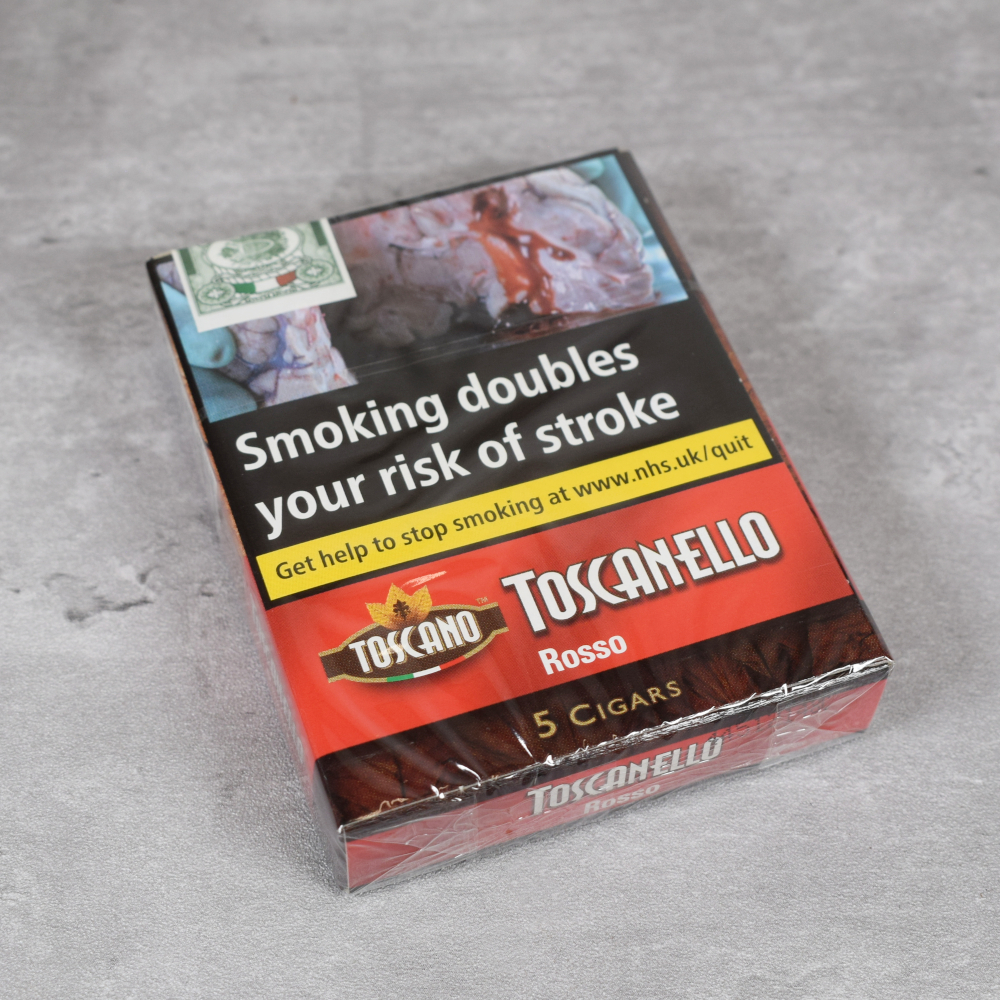 Smoking doubles
your risk of stroke
Get help to stop smoking at www.nhs.uk/quit
TOSCANO™
TOSCANELLO
Rosso
5 CIGARS
TOSCANELLO
Rosso